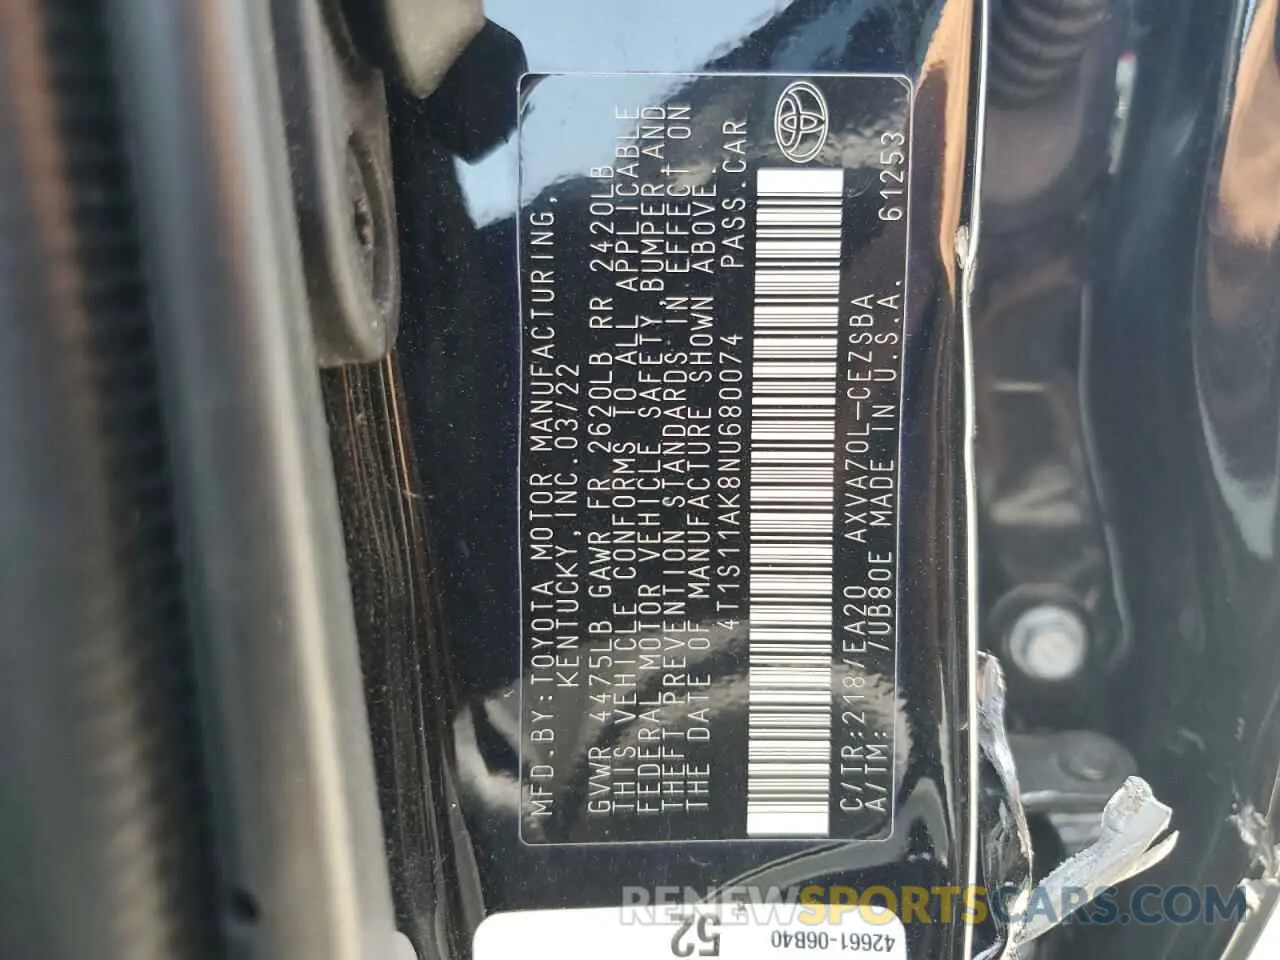 MFD.BY:TOYOTA MOTOR MANUFACTURING,
KENTUCKY,INC.03/22
GVWR 4475LB GAWR FR 2620LB RR 2420LB
THIS VEHICLE CONFORMS TO ALL APPLICABLE
FEDERAL MOTOR VEHICLE SAFETY,BUMPER,AND
THEFT PREVENTION STANDARDS IN EFFECT ON
THE DATE OF MANUFACTURE SHOWN ABOVE.
4T1S11AK8NU680074 PASS.CAR
C/TR:218/EA20 AXVA70L-CEZSBA
A/TM: /UB80E MADE IN U.S.A. 61253
52
42661-06B40
RENEWSPORTSCARS.COM